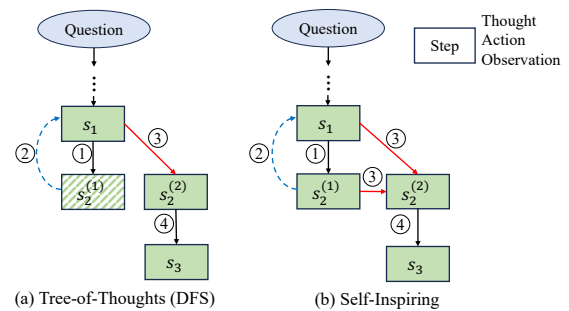 Question
⋮
s₁
①
②
③
s₂⁽¹⁾
s₂⁽²⁾
④
s₃
(a) Tree-of-Thoughts (DFS)
Question
⋮
s₁
①
②
③
s₂⁽¹⁾
③
s₂⁽²⁾
④
s₃
(b) Self-Inspiring
Step
Thought
Action
Observation